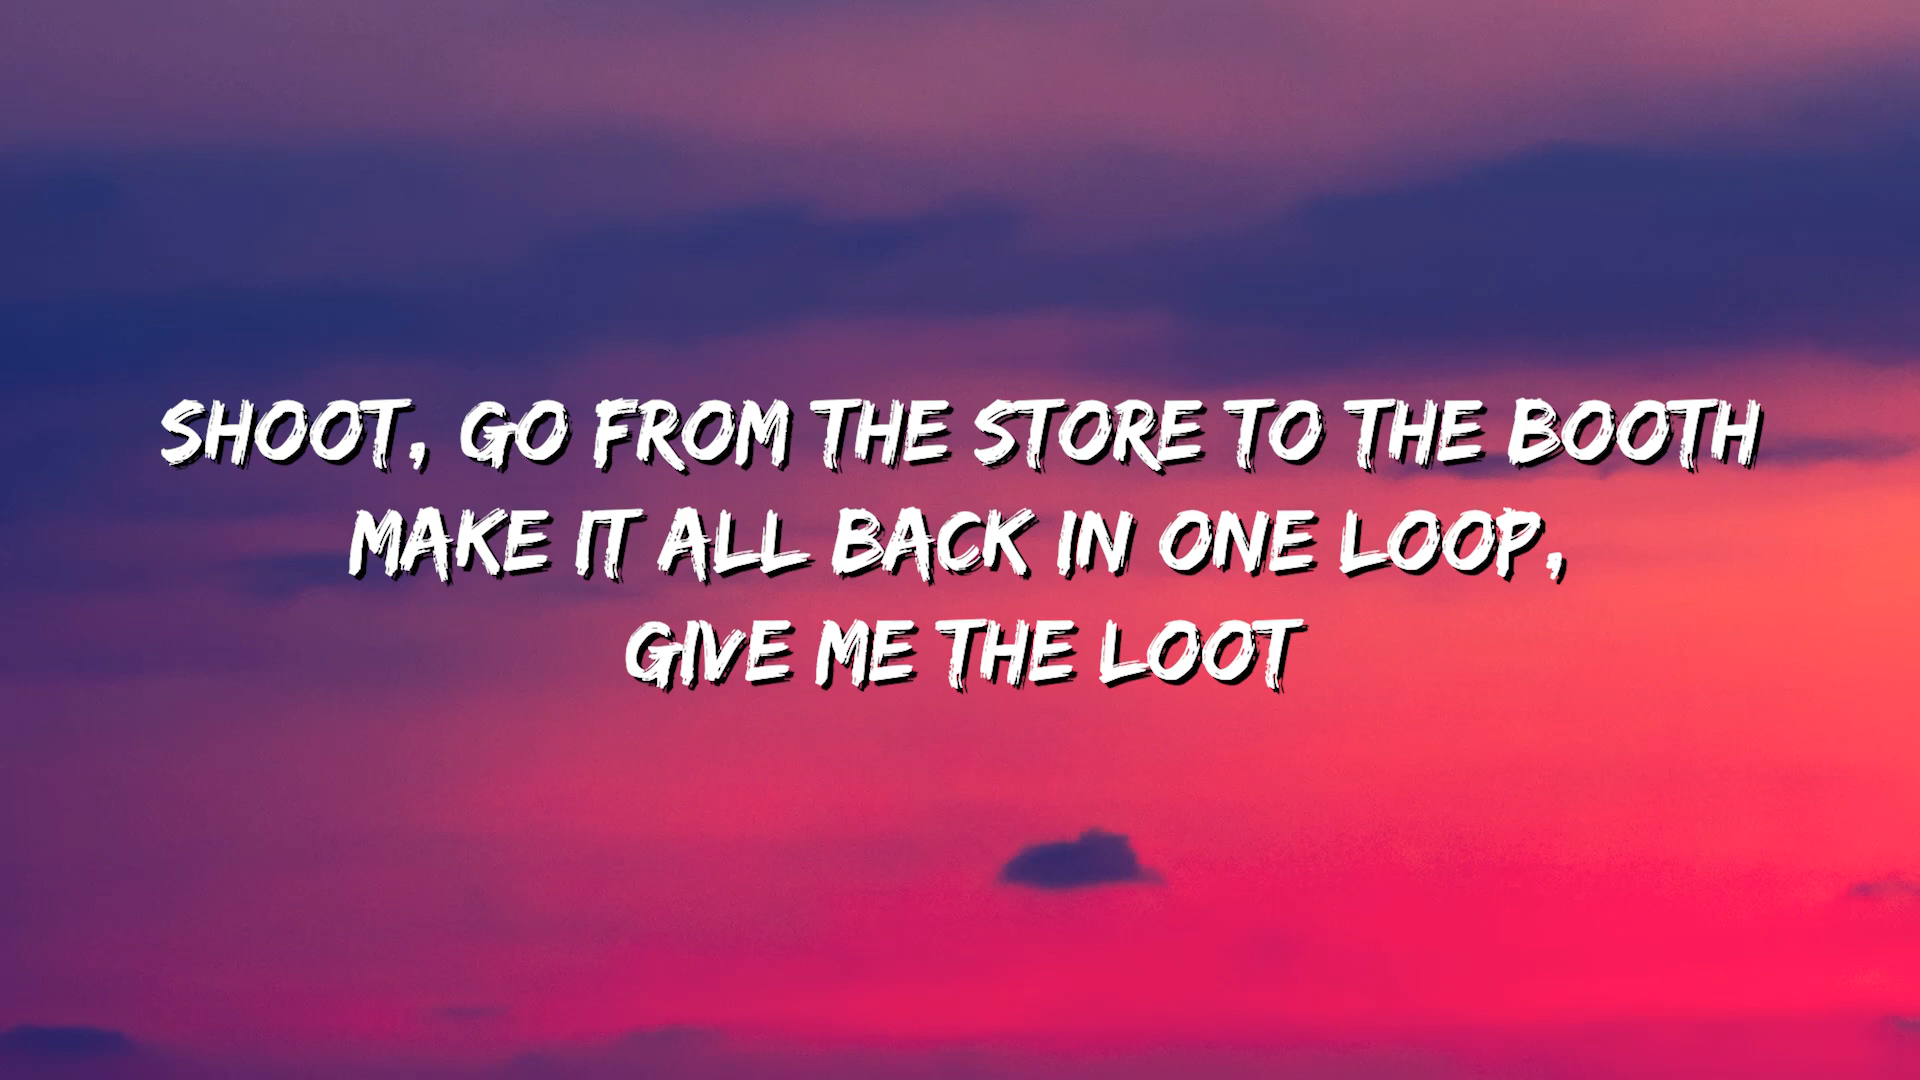 SHOOT, GO FROM THE STORE TO THE BOOTH
MAKE IT ALL BACK IN ONE LOOP,
GIVE ME THE LOOT